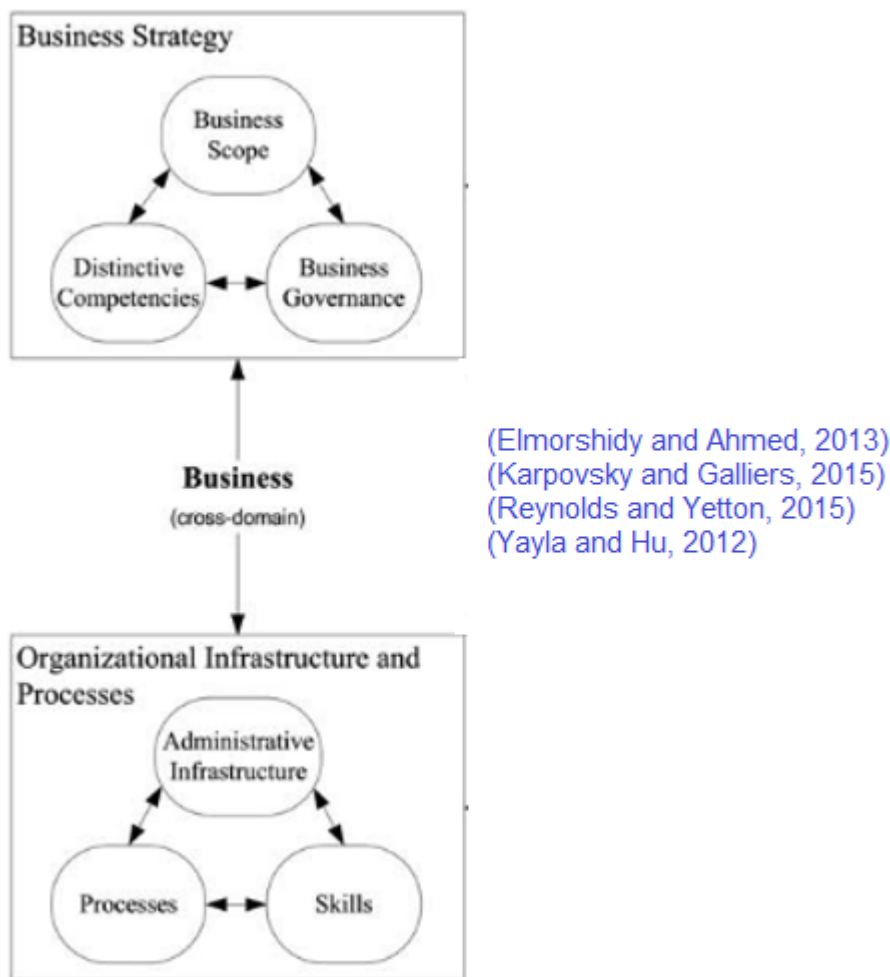 Business Strategy
Business
Scope
Distinctive
Competencies
Business
Governance
Business
(cross-domain)
(Elmorshidy and Ahmed, 2013)
(Karpovsky and Galliers, 2015)
(Reynolds and Yetton, 2015)
(Yayla and Hu, 2012)
Organizational Infrastructure and
Processes
Administrative
Infrastructure
Processes
Skills